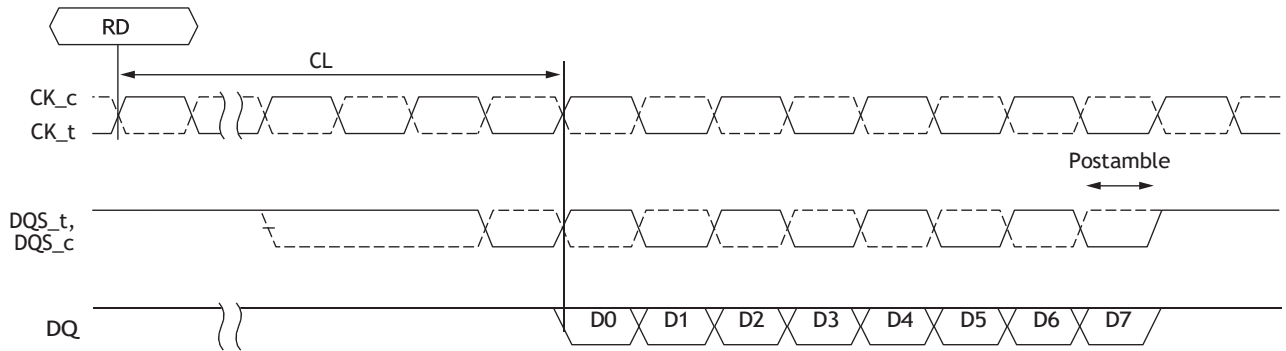 RD
CL
CK_c
CK_t
Postamble
DQS_t,
DQS_c
DQ
D0 D1 D2 D3 D4 D5 D6 D7